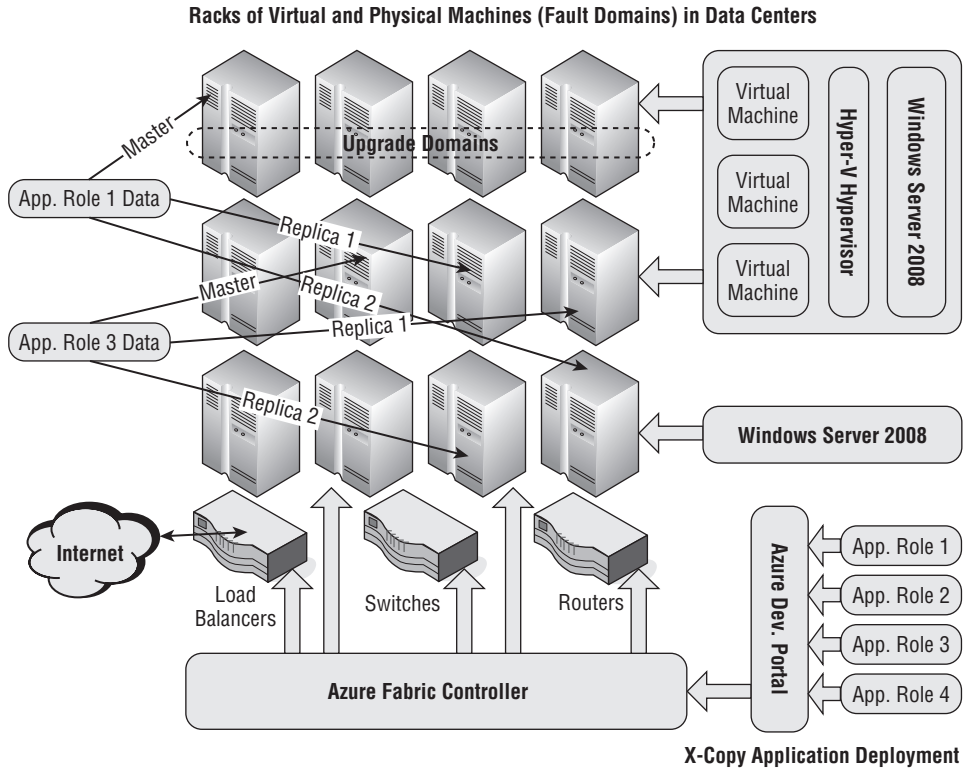 Racks of Virtual and Physical Machines (Fault Domains) in Data Centers
Master
Upgrade Domains
App. Role 1 Data
Replica 1
Master
Replica 2
Replica 1
App. Role 3 Data
Replica 2
Virtual
Machine
Virtual
Machine
Virtual
Machine
Hyper-V Hypervisor
Windows Server 2008
Windows Server 2008
Internet
Load
Balancers
Switches
Routers
Azure Fabric Controller
Azure Dev. Portal
App. Role 1
App. Role 2
App. Role 3
App. Role 4
X-Copy Application Deployment